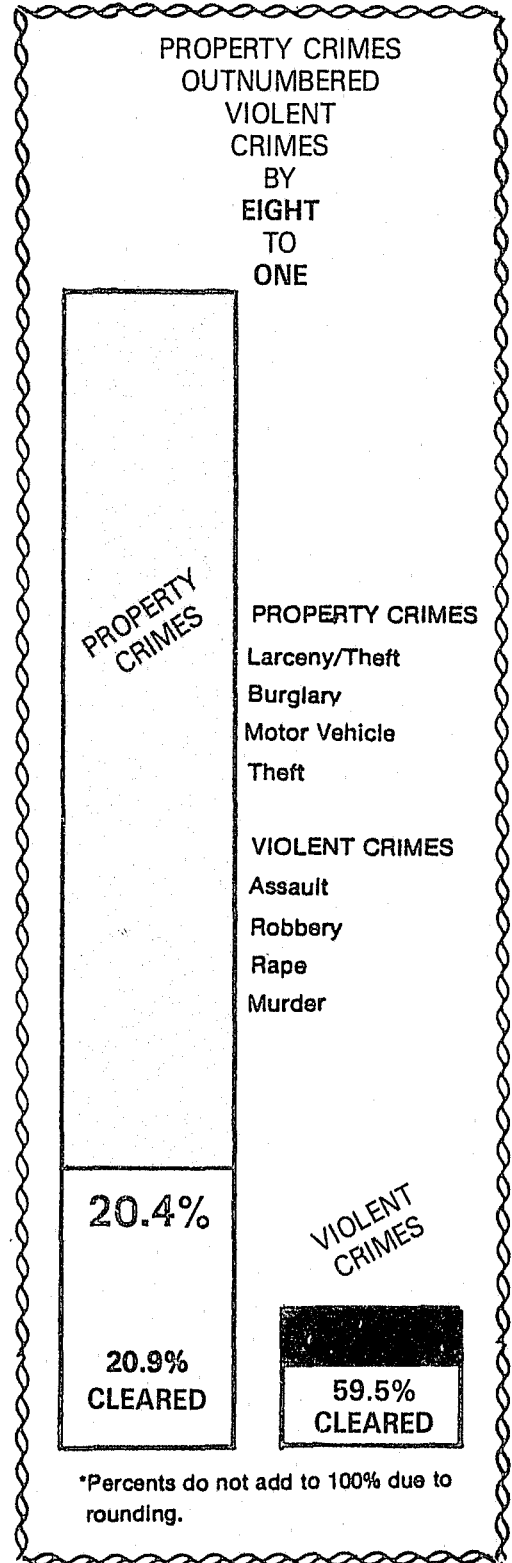 PROPERTY CRIMES
OUTNUMBERED
VIOLENT
CRIMES
BY
EIGHT
TO
ONE
PROPERTY
CRIMES
PROPERTY CRIMES
Larceny/Theft
Burglary
Motor Vehicle
Theft
VIOLENT CRIMES
Assault
Robbery
Rape
Murder
20.4%
20.9%
CLEARED
VIOLENT
CRIMES
59.5%
CLEARED
*Percents do not add to 100% due to
rounding.